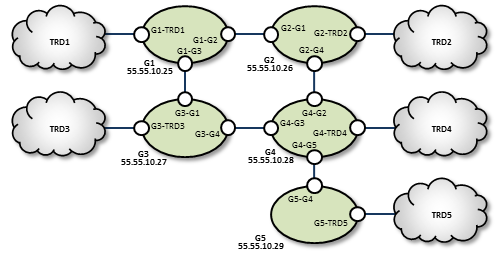 TRD1
G1-TRD1
G1-G2
G1-G3
G1
55.55.10.25
G2-G1
G2-TRD2
G2-G4
G2
55.55.10.26
TRD2
TRD3
G3-G1
G3-TRD3
G3-G4
G3
55.55.10.27
G4-G2
G4-G3
G4-TRD4
G4-G5
G4
55.55.10.28
TRD4
G5-G4
G5-TRD5
G5
55.55.10.29
TRD5